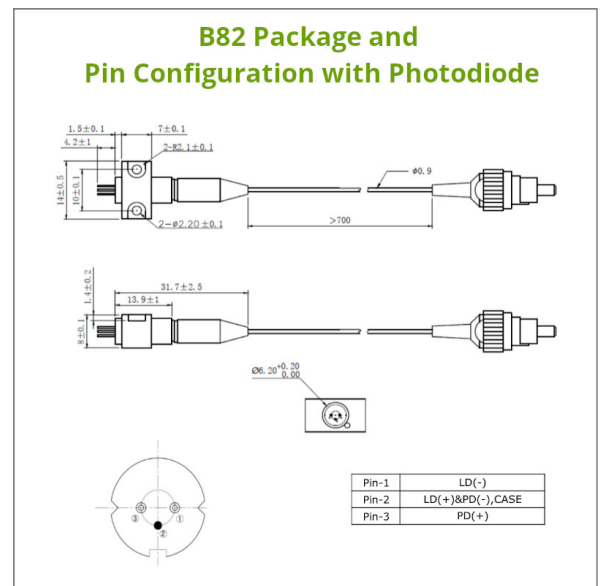 B82 Package and
Pin Configuration with Photodiode
1.5±0.1
7±0.1
4.2±1
2-R2.1±0.1
14±0.5
10±0.1
ø0.9
2-ø2.20±0.1
>700
1.4±0.2
31.7±2.5
13.9±1
8±0.1
Ø6.20+0.20
0.00
③
①
②
Pin-1 LD(-)
Pin-2 LD(+)&PD(-),CASE
Pin-3 PD(+)